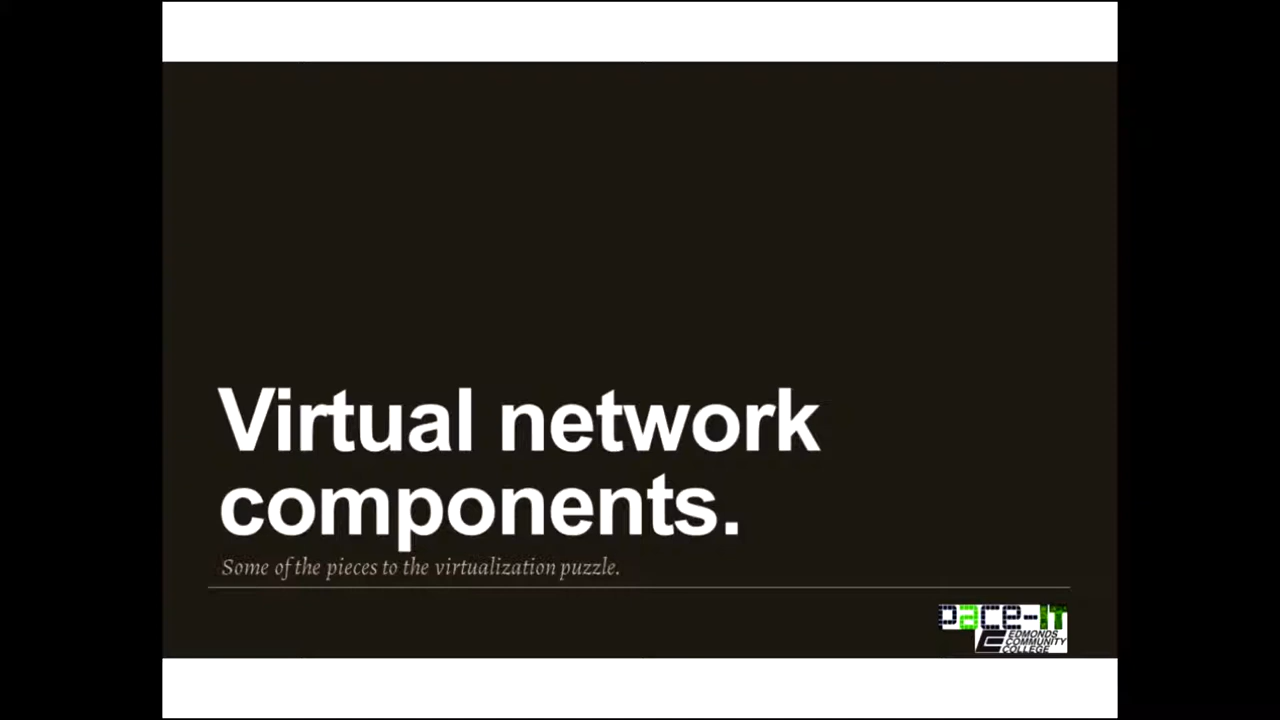 Virtual network
components.
Some of the pieces to the virtualization puzzle.
pace-IT
EDMONDS
COMMUNITY
COLLEGE